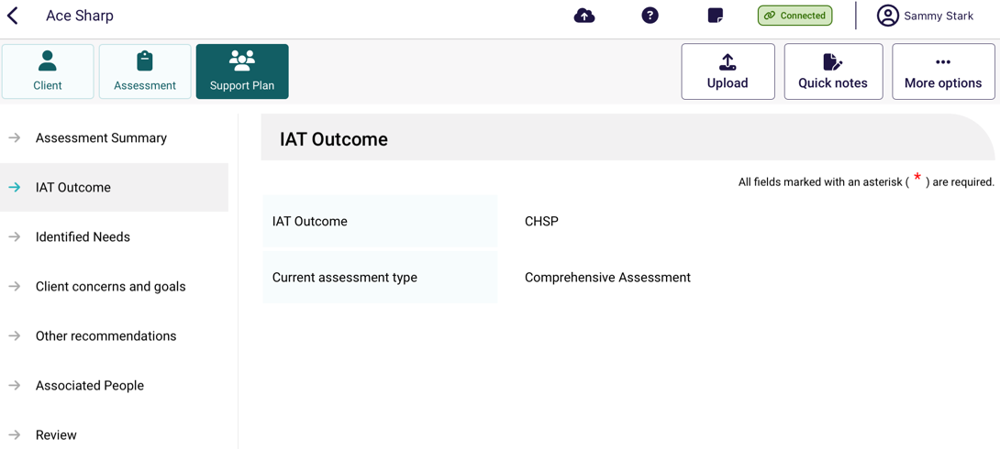 Ace Sharp
Connected
Sammy Stark
Client
Assessment
Support Plan
Upload
Quick notes
More options
Assessment Summary
IAT Outcome
Identified Needs
Client concerns and goals
Other recommendations
Associated People
Review
IAT Outcome
All fields marked with an asterisk ( * ) are required.
IAT Outcome CHSP
Current assessment type Comprehensive Assessment